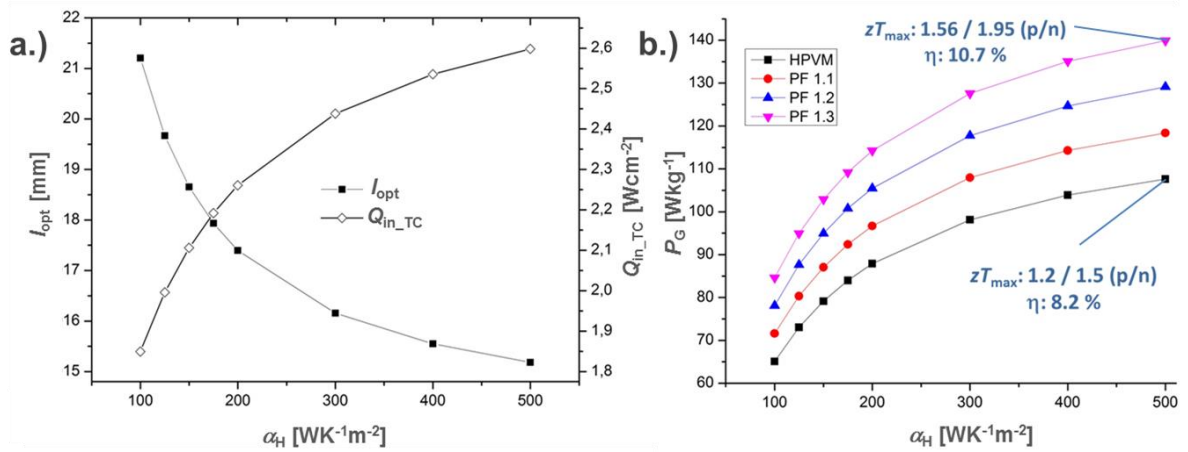 a.)
22
21
20
19
18
17
16
15
l_opt [mm]
l_opt
Q_in_TC
2,6
2,5
2,4
2,3
2,2
2,1
2,0
1,9
1,8
Q_in_TC [Wcm⁻²]
100 200 300 400 500
α_H [WK⁻¹m⁻²]
b.)
zT_max: 1.56 / 1.95 (p/n)
η: 10.7 %
HPVM
PF 1.1
PF 1.2
PF 1.3
140
130
120
110
100
90
80
70
60
P_G [Wkg⁻¹]
zT_max: 1.2 / 1.5 (p/n)
η: 8.2 %
100 200 300 400 500
α_H [WK⁻¹m⁻²]